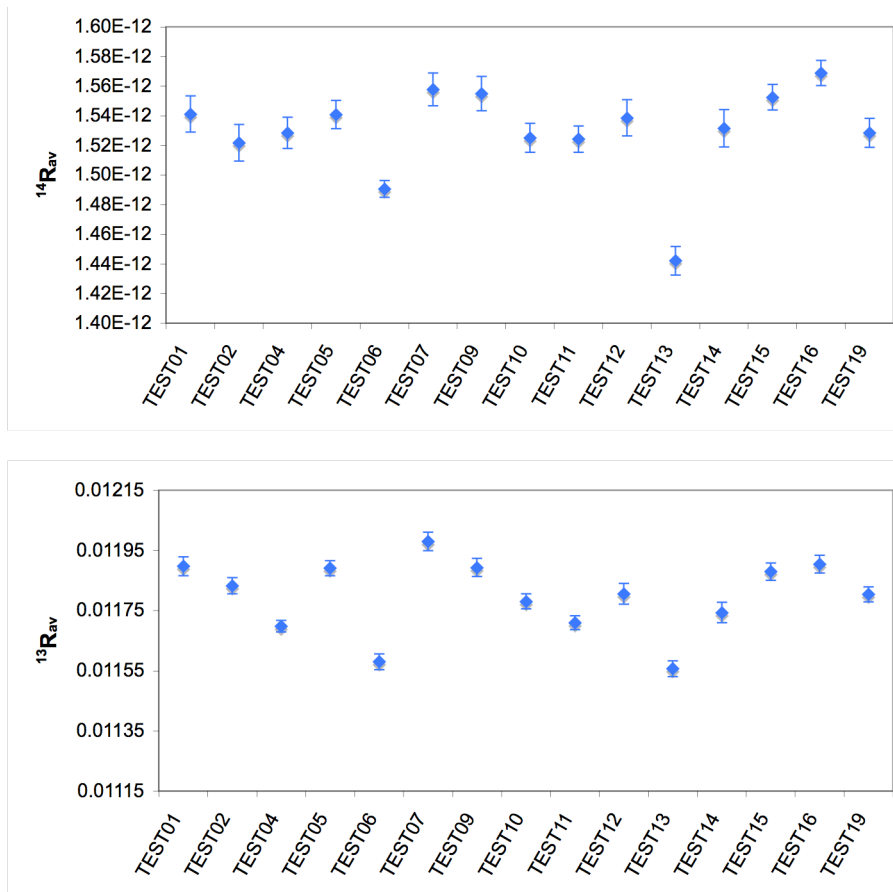 1.60E-12
1.58E-12
1.56E-12
1.54E-12
1.52E-12
1.50E-12
1.48E-12
1.46E-12
1.44E-12
1.42E-12
1.40E-12
¹⁴Rav
TEST01
TEST02
TEST04
TEST05
TEST06
TEST07
TEST09
TEST10
TEST11
TEST12
TEST13
TEST14
TEST15
TEST16
TEST19
0.01215
0.01195
0.01175
0.01155
0.01135
0.01115
¹³Rav
TEST01
TEST02
TEST04
TEST05
TEST06
TEST07
TEST09
TEST10
TEST11
TEST12
TEST13
TEST14
TEST15
TEST16
TEST19